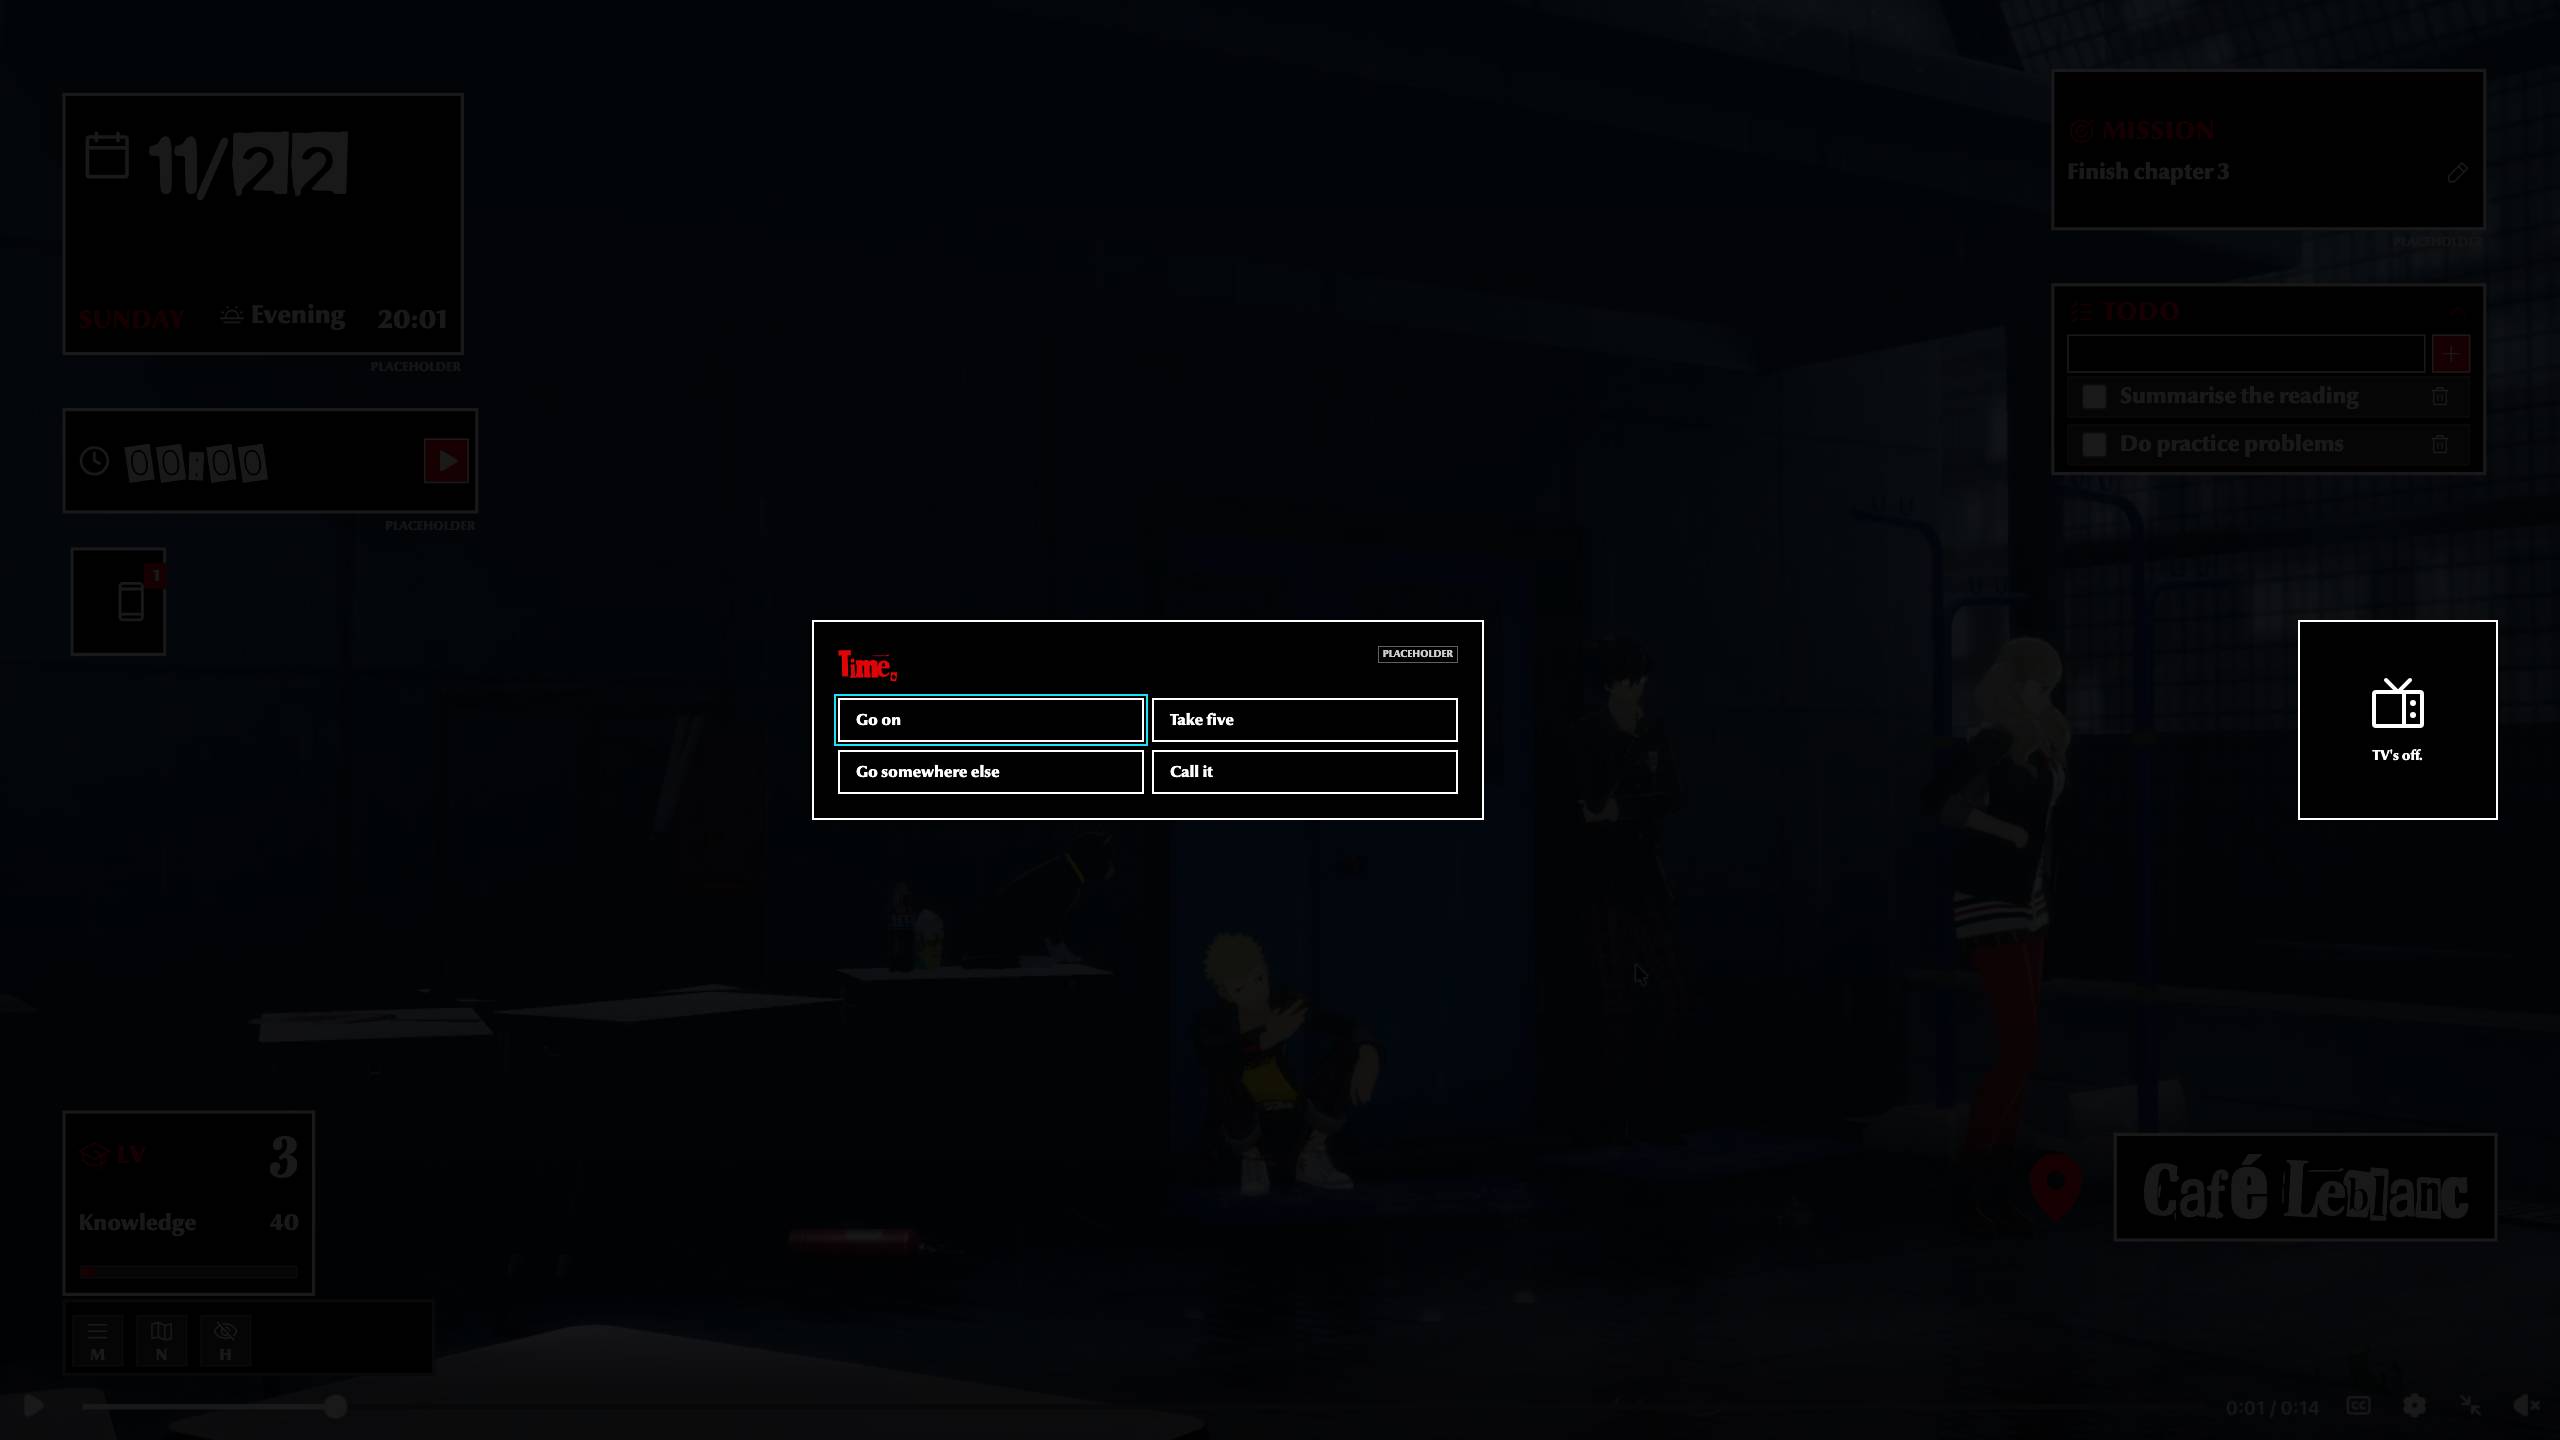 11/22
SUNDAY Evening 20:01
PLACEHOLDER
00:00
PLACEHOLDER
1
MISSION
Finish chapter 3
PLACEHOLDER
TODO
Summarise the reading
Do practice problems
Time.
PLACEHOLDER
Go on
Take five
Go somewhere else
Call it
TV's off.
LV 3
Knowledge 40
M N H
Café Leblanc
0:01 / 0:14
CC